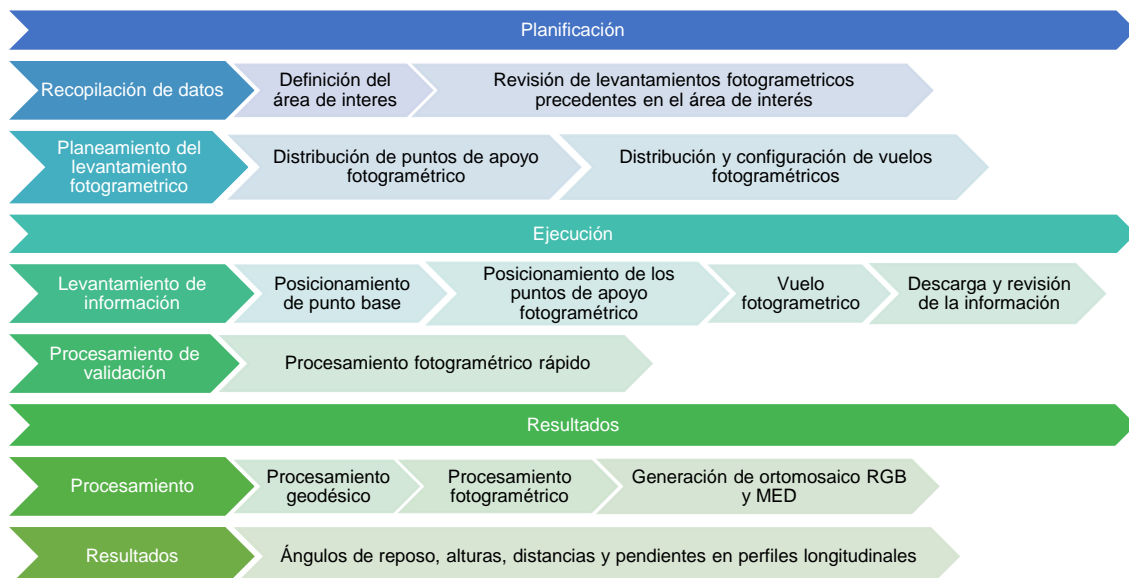 Planificación
Recopilación de datos
Definición del
área de interes
Revisión de levantamientos fotogrametricos
precedentes en el área de interés
Planeamiento del
levantamiento
fotogrametrico
Distribución de puntos de apoyo
fotogramétrico
Distribución y configuración de vuelos
fotogramétricos
Ejecución
Levantamiento de
información
Posicionamiento
de punto base
Posicionamiento de los
puntos de apoyo
fotogramétrico
Vuelo
fotogrametrico
Descarga y revisión
de la información
Procesamiento de
validación
Procesamiento fotogramétrico rápido
Resultados
Procesamiento
Procesamiento
geodésico
Procesamiento
fotogramétrico
Generación de ortomosaico RGB
y MED
Resultados
Ángulos de reposo, alturas, distancias y pendientes en perfiles longitudinales